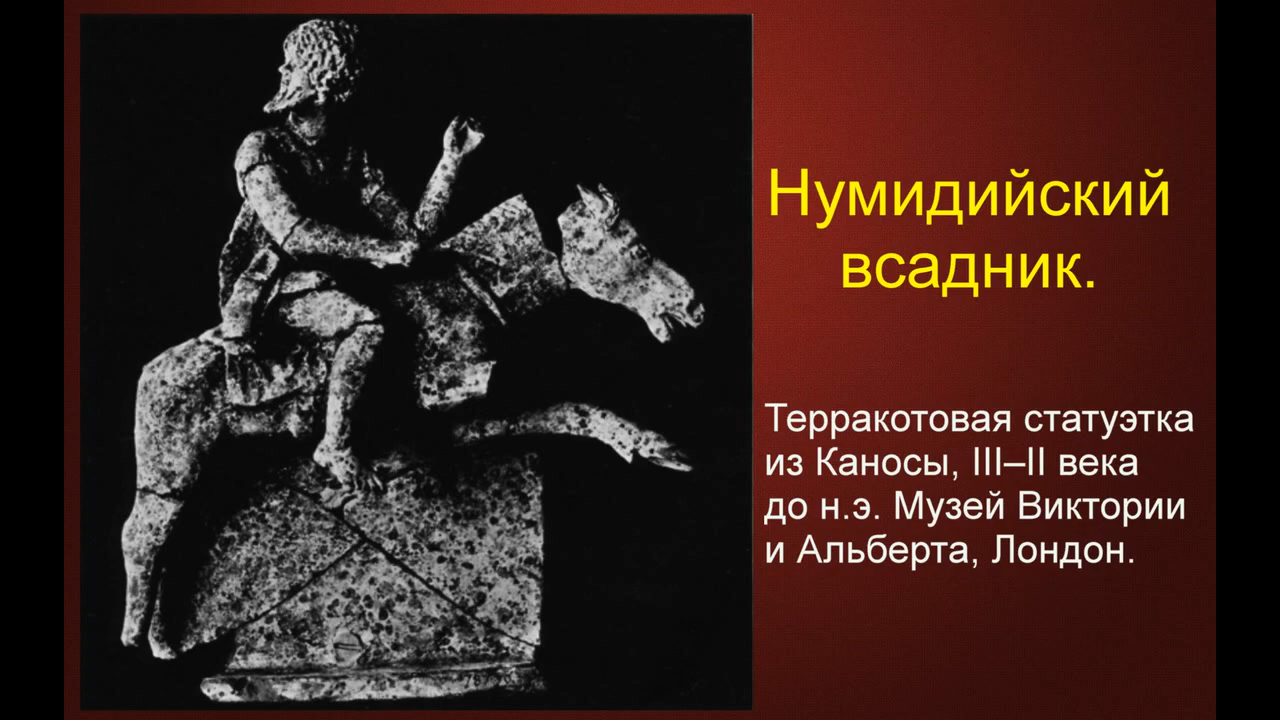 Нумидийский
всадник.
Терракотовая статуэтка
из Каносы, III–II века
до н.э. Музей Виктории
и Альберта, Лондон.